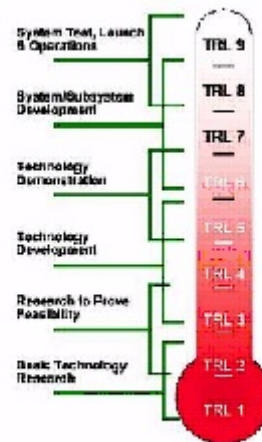 System Test, Launch
& Operations
System/Subsystem
Development
Technology
Demonstration
Technology
Development
Research to Prove
Feasibility
Basic Technology
Research
TRL 9
TRL 8
TRL 7
TRL 6
TRL 5
TRL 4
TRL 3
TRL 2
TRL 1